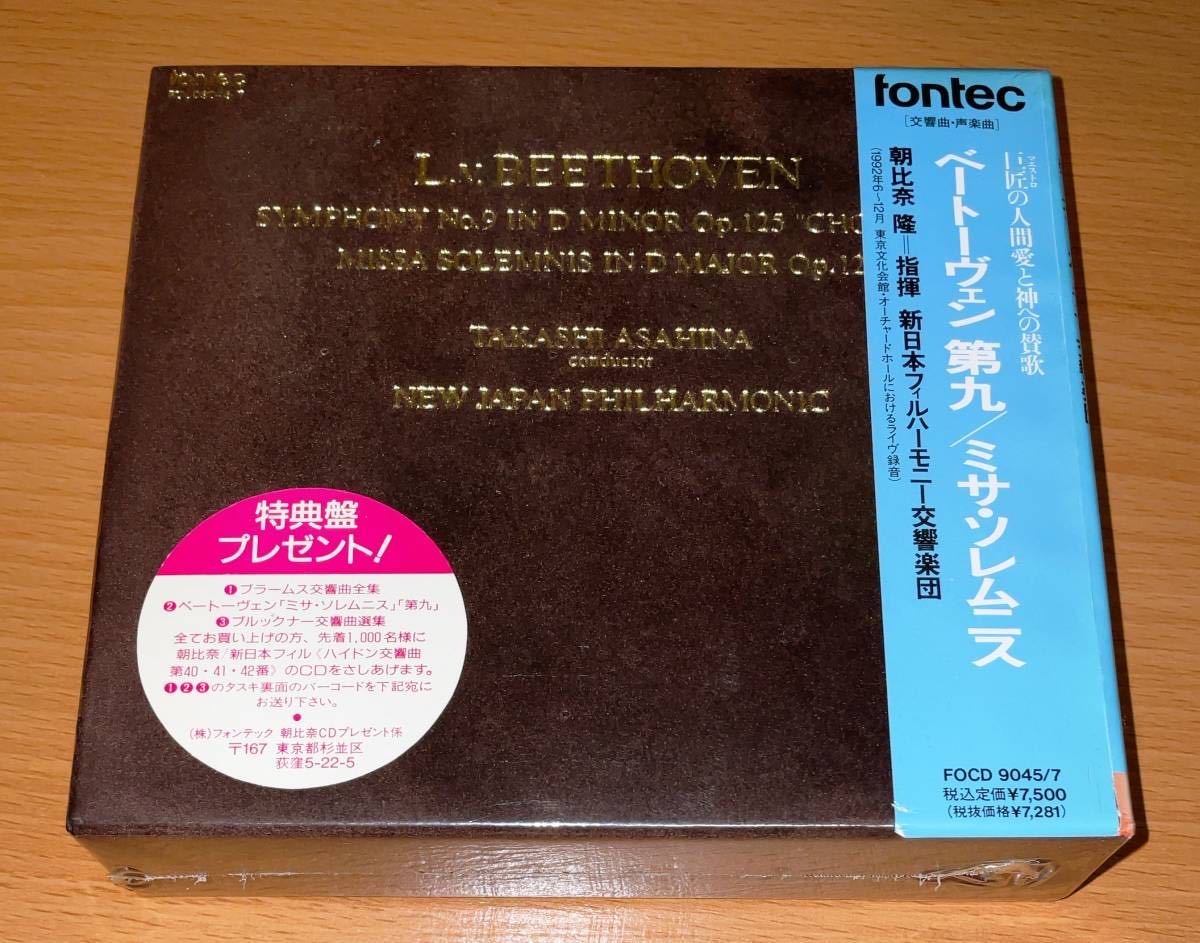 L.v. BEETHOVEN
SYMPHONY No.9 IN D MINOR Op.125 "CHO
MISSA SOLEMNIS IN D MAJOR Op.12
TAKASHI ASAHINA
conductor
NEW JAPAN PHILHARMONIC
fontec
[交響曲・声楽曲]
マエストロ
巨匠の人間愛と神への賛歌
ベートーヴェン 第九/ミサ・ソレムニス
朝比奈 隆=指揮 新日本フィルハーモニー交響楽団
(1992年6~12月 東京文化会館・オーチャードホールにおけるライヴ録音)
FOCD 9045/7
税込定価¥7,500
(税抜価格¥7,281)
特典盤
プレゼント!
❶ブラームス交響曲全集
❷ベートーヴェン「ミサ・ソレムニス」「第九」
❸ブルックナー交響曲選集
全てお買い上げの方、先着1,000名様に
朝比奈/新日本フィル《ハイドン交響曲
第40・41・42番》のCDをさしあげます。
❶❷❸のタスキ裏面のバーコードを下記宛に
お送り下さい。
●
(株)フォンテック 朝比奈CDプレゼント係
〒167 東京都杉並区
荻窪5-22-5